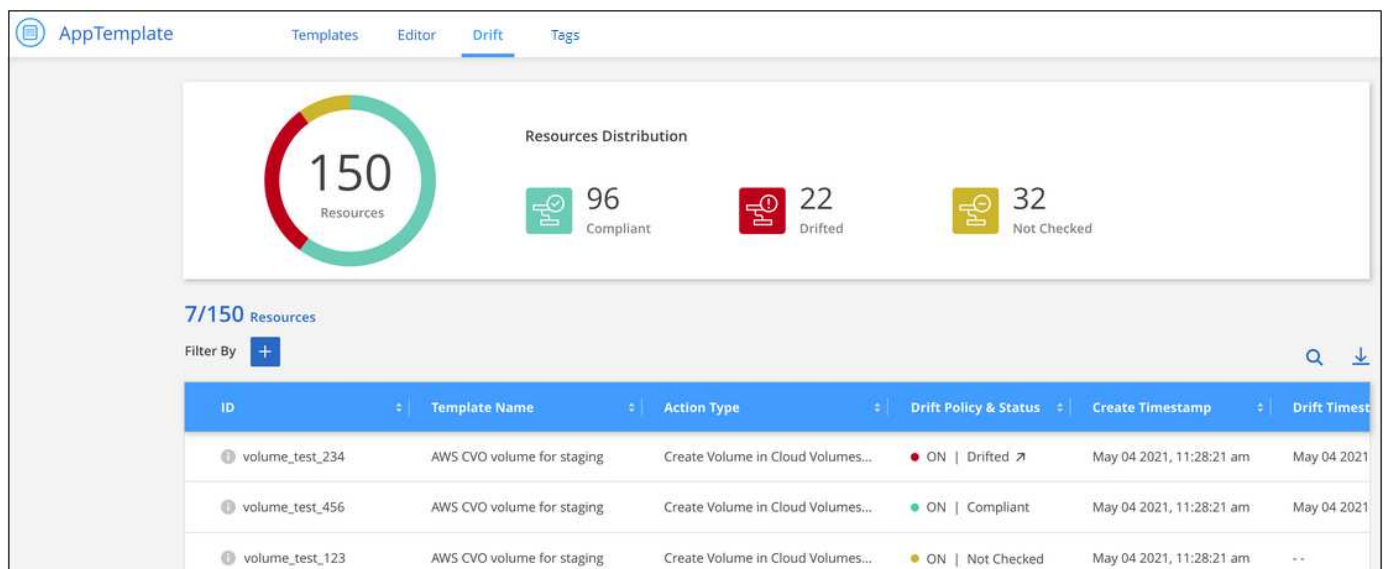 AppTemplate Templates Editor Drift Tags
150
Resources
Resources Distribution
96
Compliant
22
Drifted
32
Not Checked
7/150 Resources
Filter By +
ID Template Name Action Type Drift Policy & Status Create Timestamp Drift Timest
volume_test_234 AWS CVO volume for staging Create Volume in Cloud Volumes... ON | Drifted May 04 2021, 11:28:21 am May 04 2021
volume_test_456 AWS CVO volume for staging Create Volume in Cloud Volumes... ON | Compliant May 04 2021, 11:28:21 am May 04 2021
volume_test_123 AWS CVO volume for staging Create Volume in Cloud Volumes... ON | Not Checked May 04 2021, 11:28:21 am - -